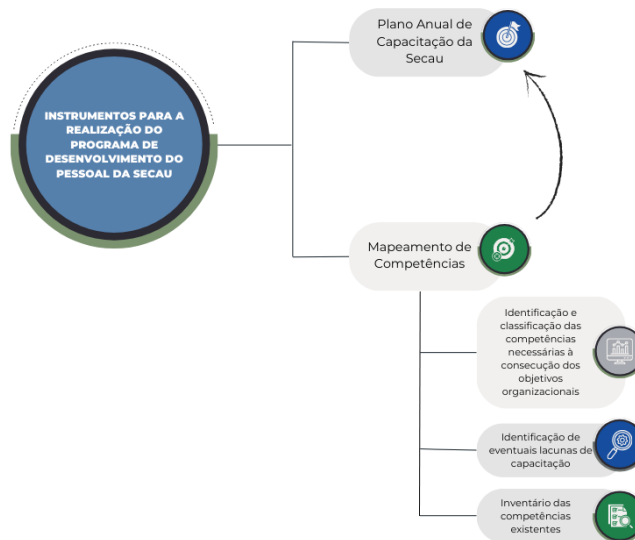 INSTRUMENTOS PARA A
REALIZAÇÃO DO
PROGRAMA DE
DESENVOLVIMENTO DO
PESSOAL DA SECAU
Plano Anual de
Capacitação da
Secau
Mapeamento de
Competências
Identificação e
classificação das
competências
necessárias à
consecução dos
objetivos
organizacionais
Identificação de
eventuais lacunas de
capacitação
Inventário das
competências
existentes